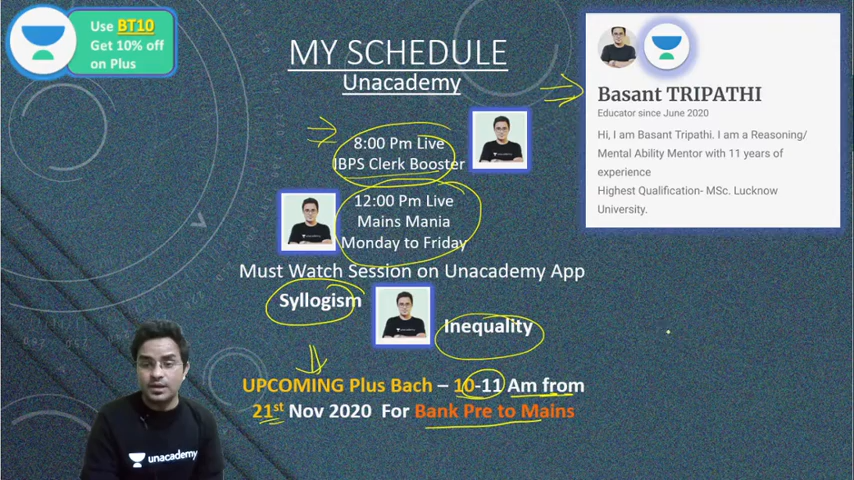 Use BT10
Get 10% off
on Plus
MY SCHEDULE
Unacademy
8:00 Pm Live
IBPS Clerk Booster
12:00 Pm Live
Mains Mania
Monday to Friday
Must Watch Session on Unacademy App
Syllogism
Inequality
UPCOMING Plus Bach – 10-11 Am from
21st Nov 2020 For Bank Pre to Mains
Basant TRIPATHI
Educator since June 2020
Hi, I am Basant Tripathi. I am a Reasoning/
Mental Ability Mentor with 11 years of
experience
Highest Qualification- MSc. Lucknow
University.
unacademy